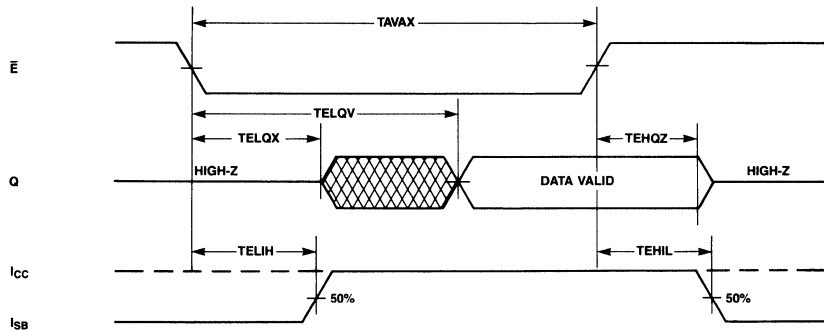 TAVAX
E̅
TELQV
TELQX
TEHQZ
HIGH-Z
DATA VALID
HIGH-Z
Q
TELIH
TEHIL
ICC
50%
50%
ISB